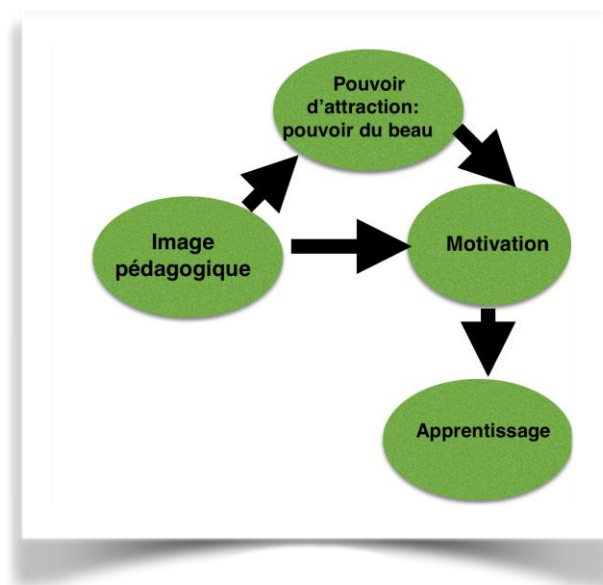 Pouvoir
d'attraction:
pouvoir du beau
Image
pédagogique
Motivation
Apprentissage